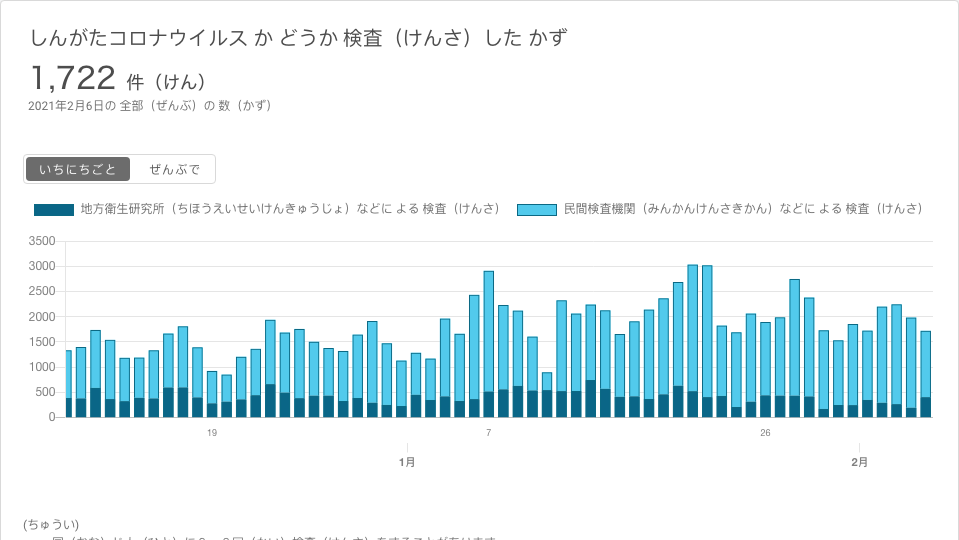 しんがたコロナウイルス か どうか 検査（けんさ）した かず
1,722 件（けん）
2021年2月6日の 全部（ぜんぶ）の 数（かず）
いちにちごと ぜんぶで
地方衛生研究所（ちほうえいせいけんきゅうじょ）などに よる 検査（けんさ） 民間検査機関（みんかんけんさきかん）などに よる 検査（けんさ）
3500
3000
2500
2000
1500
1000
500
0
19 7 26
1月 2月
(ちゅうい)